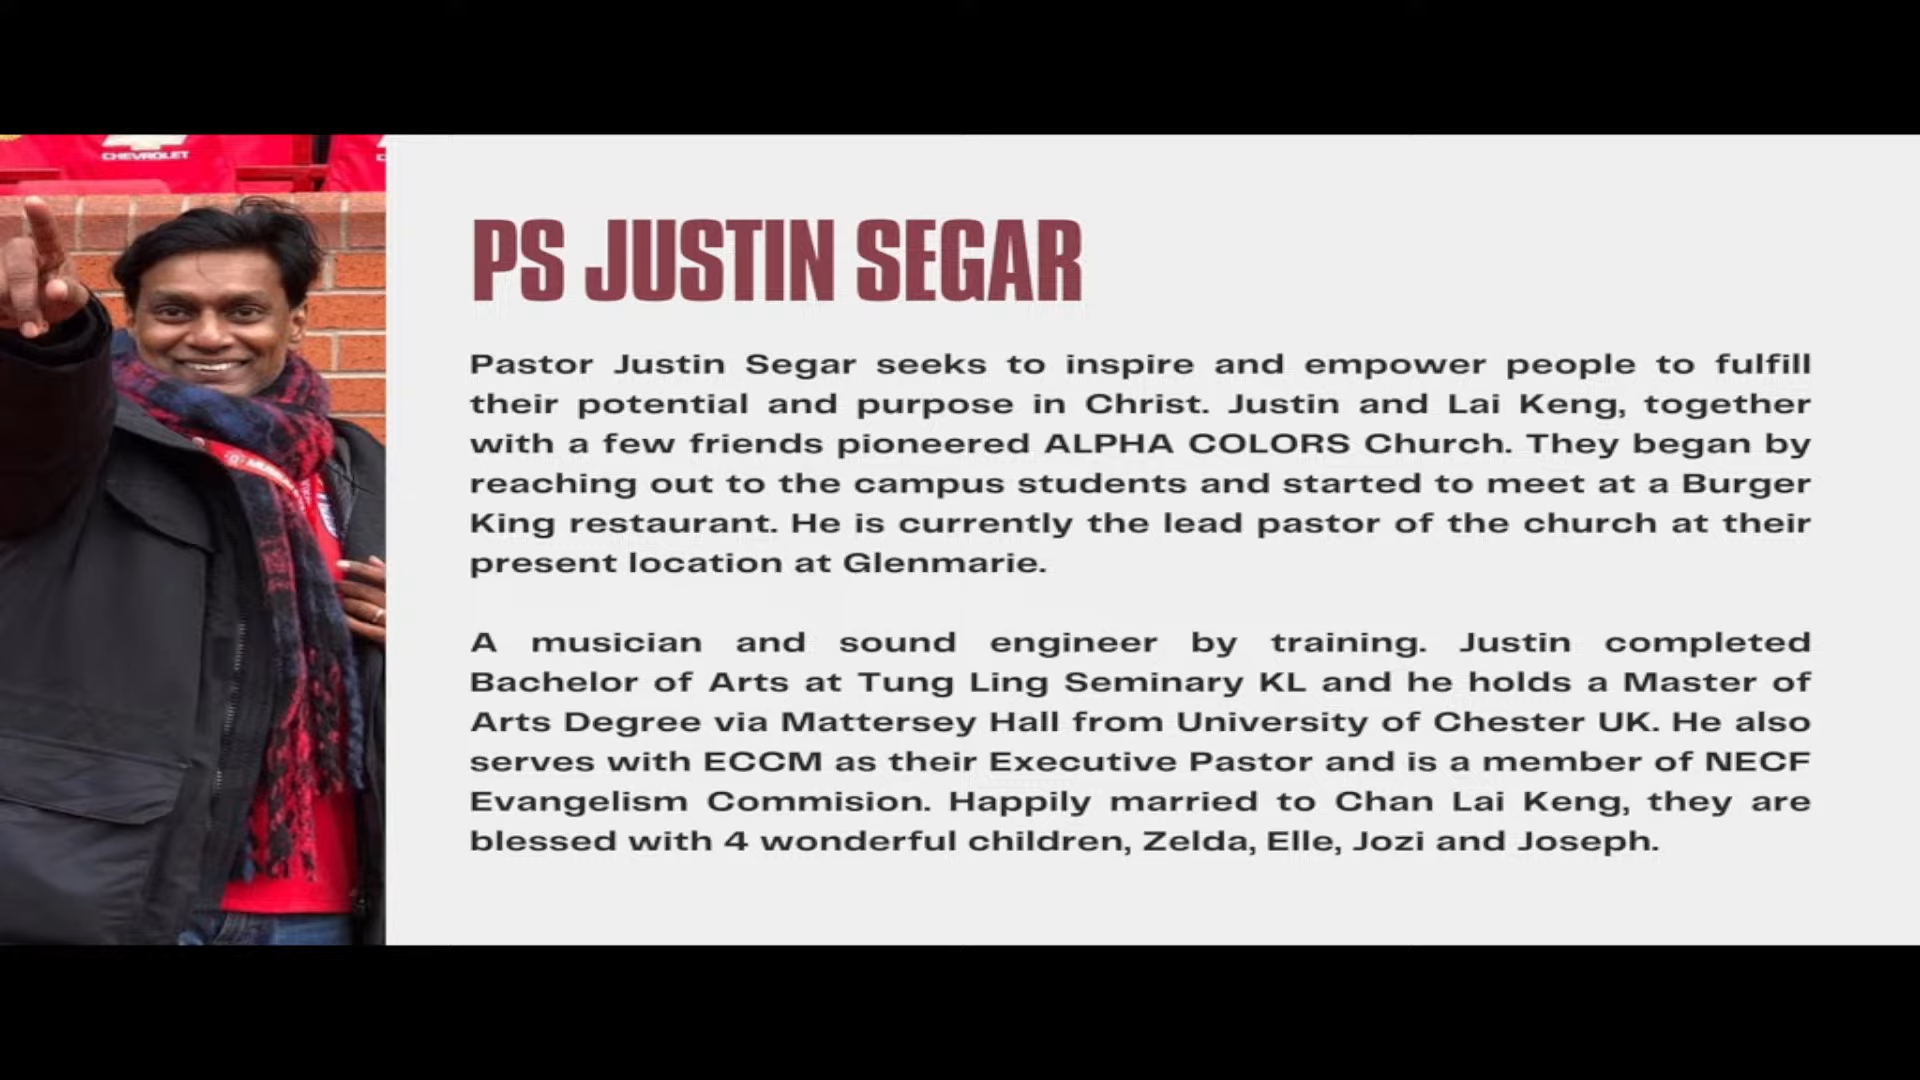 CHEVROLET
PS JUSTIN SEGAR
Pastor Justin Segar seeks to inspire and empower people to fulfill
their potential and purpose in Christ. Justin and Lai Keng, together
with a few friends pioneered ALPHA COLORS Church. They began by
reaching out to the campus students and started to meet at a Burger
King restaurant. He is currently the lead pastor of the church at their
present location at Glenmarie.
A musician and sound engineer by training. Justin completed
Bachelor of Arts at Tung Ling Seminary KL and he holds a Master of
Arts Degree via Mattersey Hall from University of Chester UK. He also
serves with ECCM as their Executive Pastor and is a member of NECF
Evangelism Commision. Happily married to Chan Lai Keng, they are
blessed with 4 wonderful children, Zelda, Elle, Jozi and Joseph.